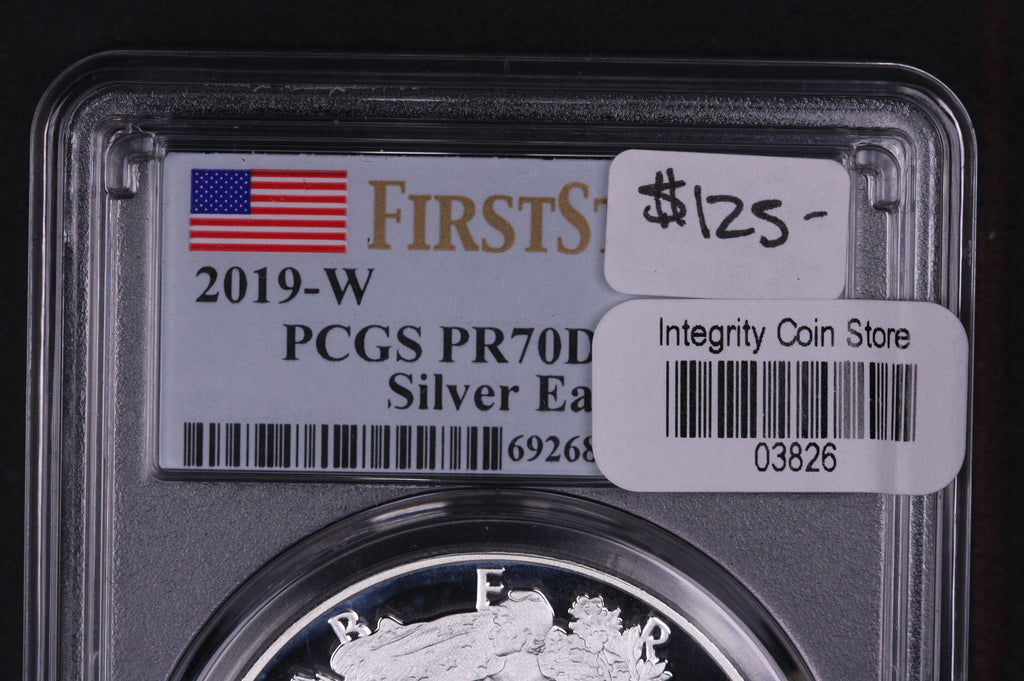 FIRSTST
$125-
2019-W
PCGS PR70D
Silver Ea
69268
Integrity Coin Store
03826
B E R